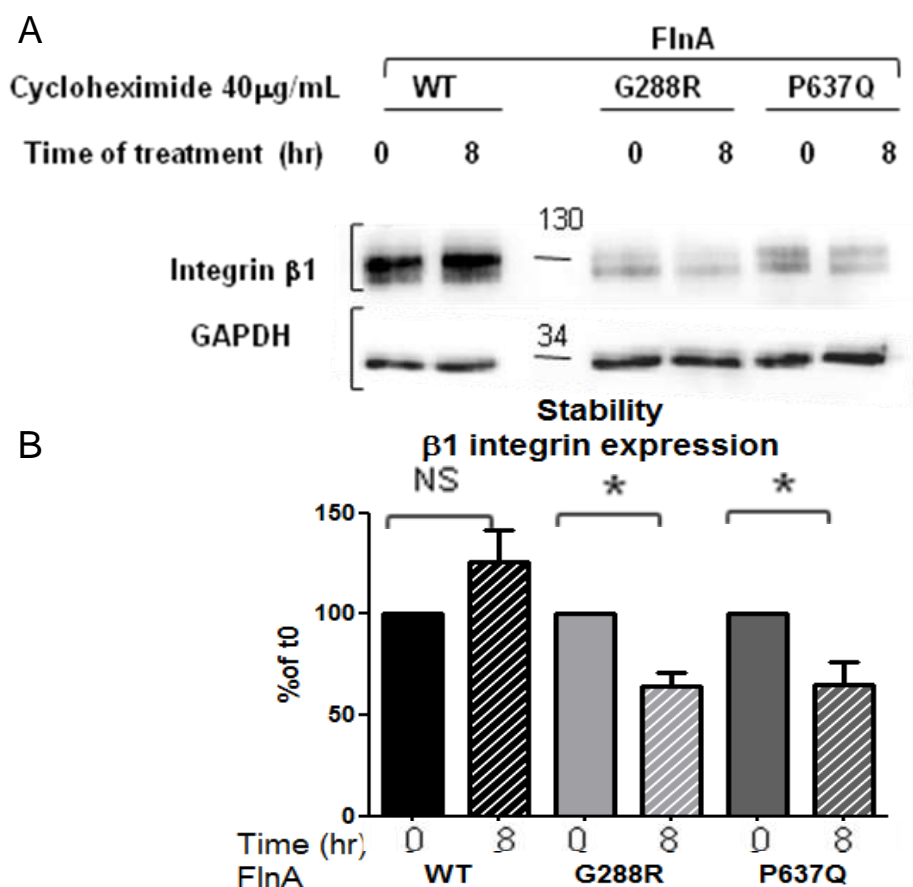 A
FlnA
Cycloheximide 40µg/mL WT G288R P637Q
Time of treatment (hr) 0 8 0 8 0 8
130
Integrin β1
34
GAPDH
Stability
B
β1 integrin expression
NS * *
150
100
50
0
%of t0
Time (hr) 0 8 0 8 0 8
FlnA WT G288R P637Q